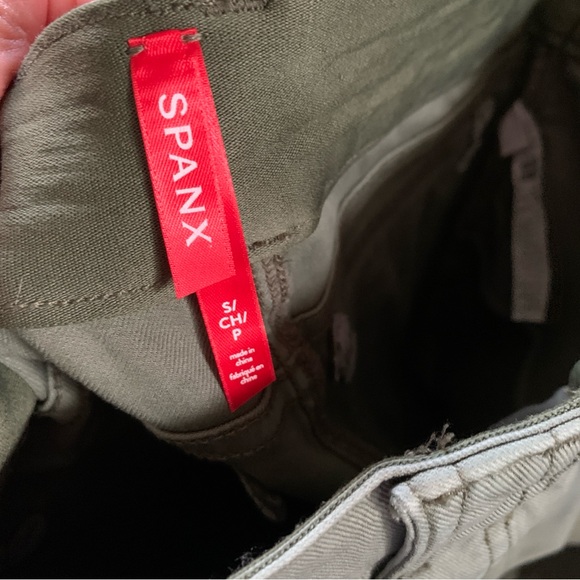 SPANX
S/
CH/
P
made in
china
fabriqué en
chine